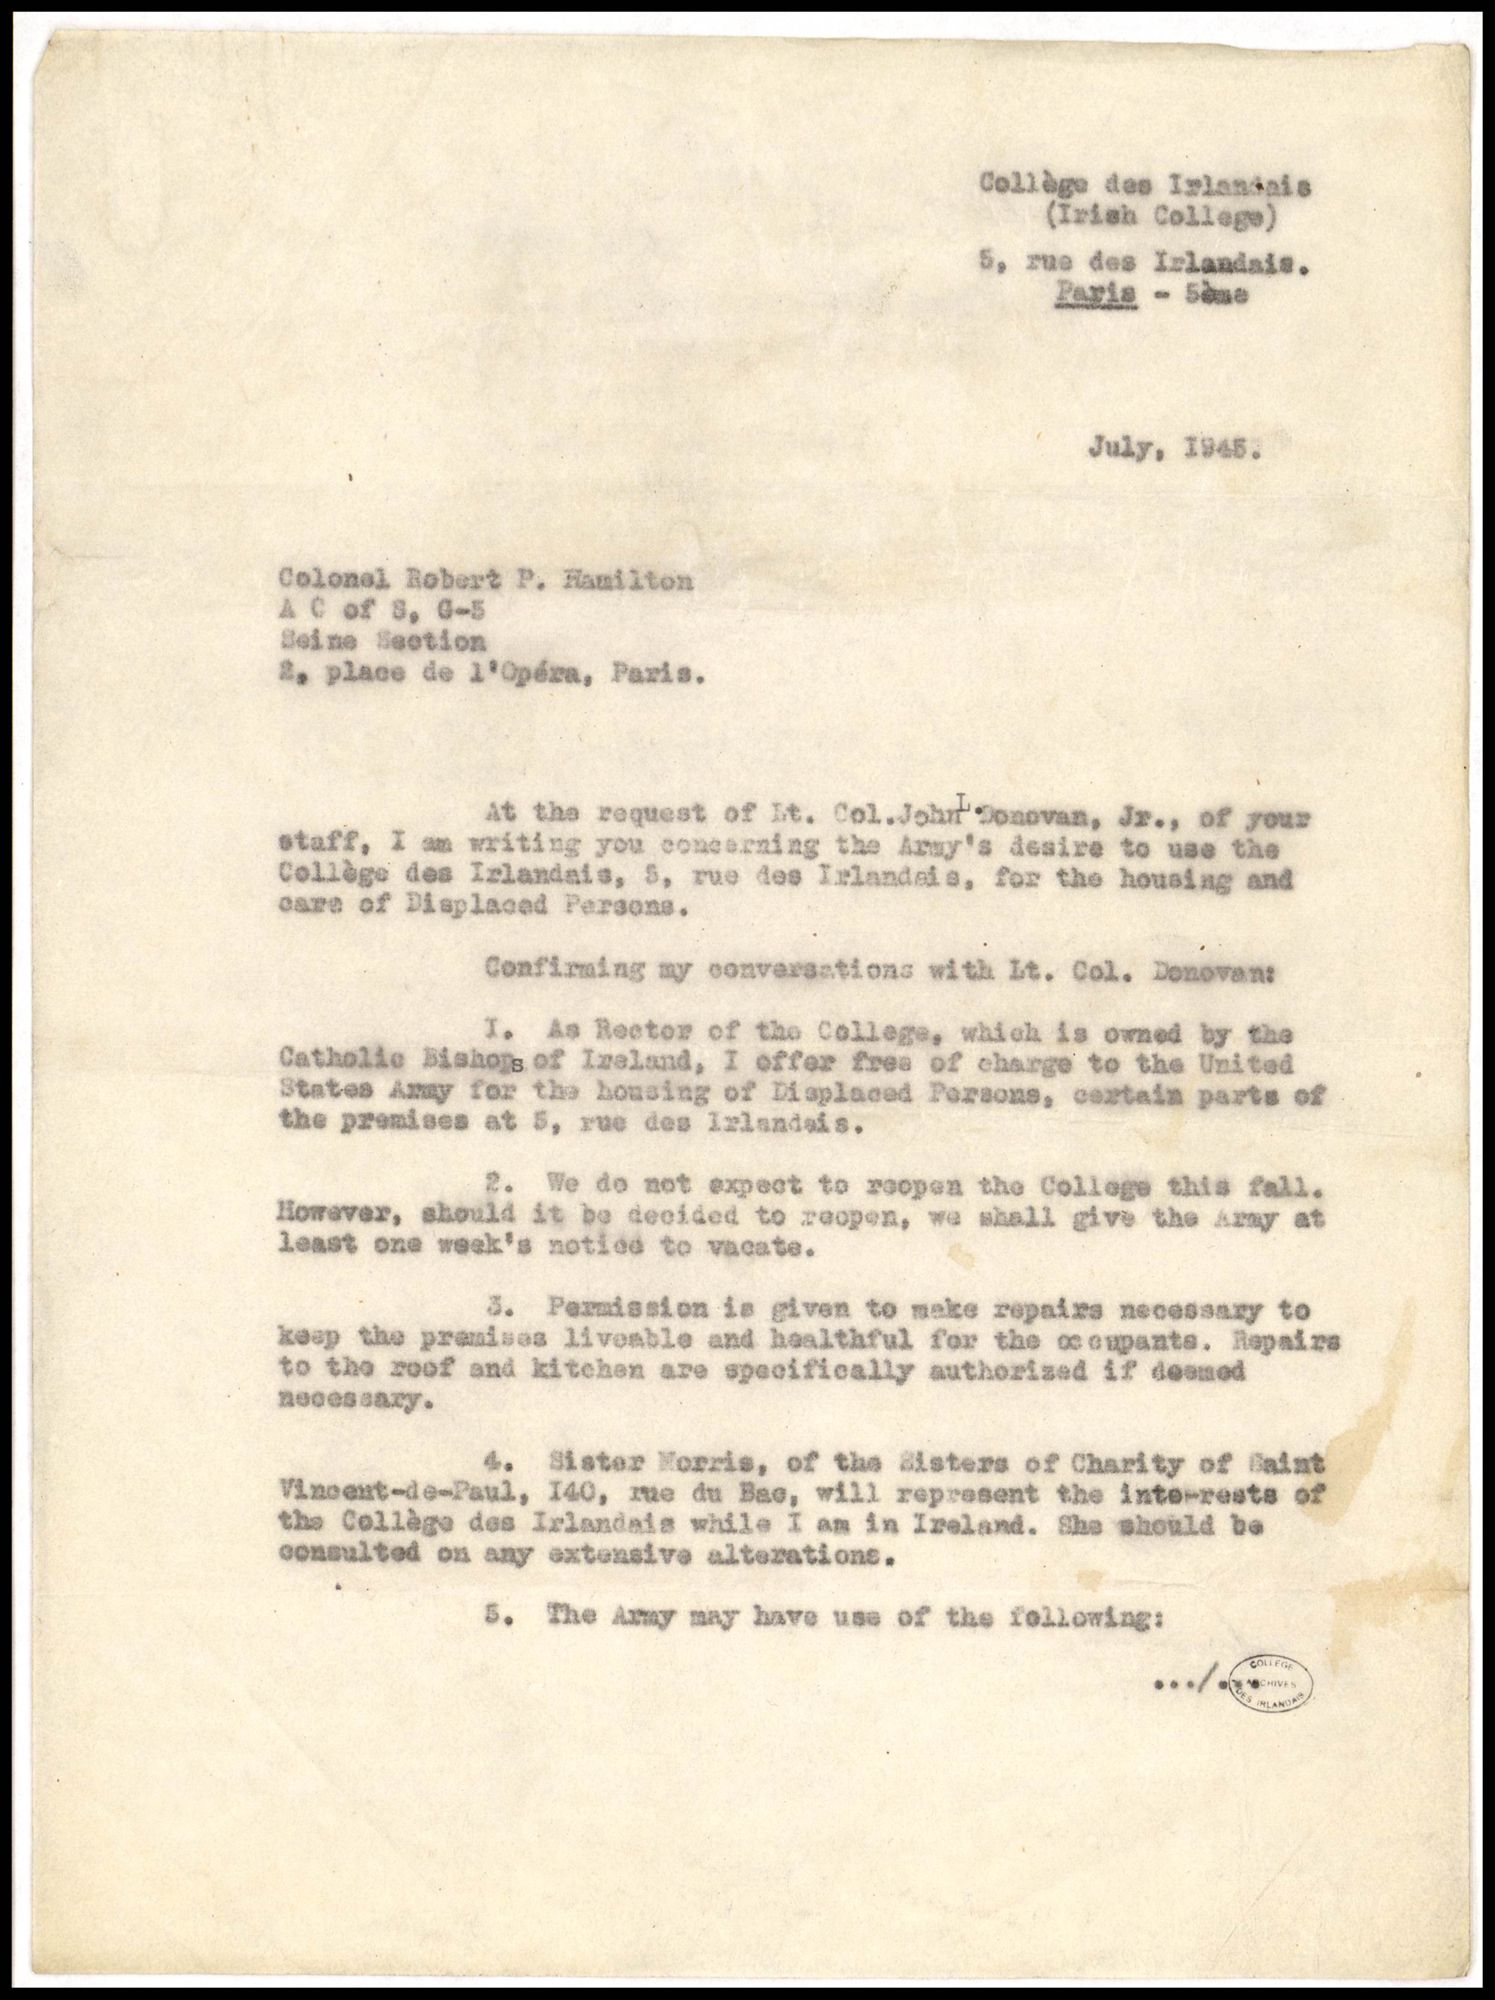 Collège des Irlandais
(Irish College)
5, rue des Irlandais.
Paris - 5ème
July, I945.
Colonel Robert P. Hamilton
A C of S, G-5
Seine Section
2, place de l'Opéra, Paris.
At the request of Lt. Col.John L. Donovan, Jr., of your
staff, I am writing you concerning the Army's desire to use the
Collège des Irlandais, 5, rue des Irlandais, for the housing and
care of Displaced Persons.
Confirming my conversations with Lt. Col. Donovan:
I. As Rector of the College, which is owned by the
Catholic Bishops of Ireland, I offer free of charge to the United
States Army for the housing of Displaced Persons, certain parts of
the premises at 5, rue des Irlandais.
2. We do not expect to reopen the College this fall.
However, should it be decided to reopen, we shall give the Army at
least one week's notice to vacate.
3. Permission is given to make repairs necessary to
keep the premises liveable and healthful for the occupants. Repairs
to the roof and kitchen are specifically authorized if deemed
necessary.
4. Sister Morris, of the Sisters of Charity of Saint
Vincent-de-Paul, I40, rue du Bac, will represent the inte-rests of
the Collège des Irlandais while I am in Ireland. She should be
consulted on any extensive alterations.
5. The Army may have use of the following:
.../...
COLLEGE
ARCHIVES
DES IRLANDAIS